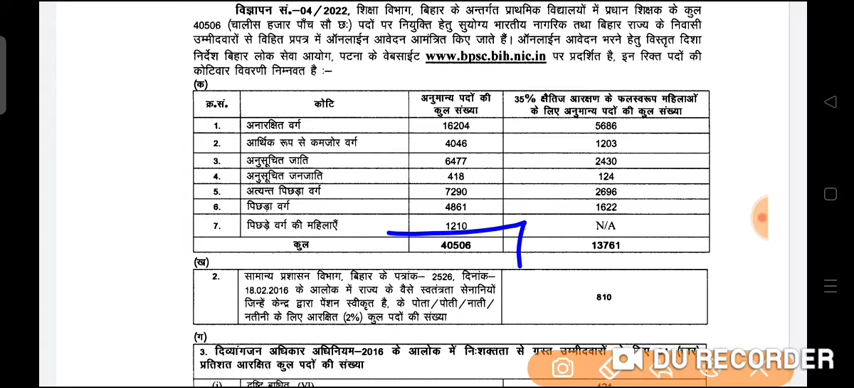 विज्ञापन सं.-04/2022, शिक्षा विभाग, बिहार के अन्तर्गत प्राथमिक विद्यालयों में प्रधान शिक्षक के कुल
40506 (चालीस हजार पाँच सौ छः) पदों पर नियुक्ति हेतु सुयोग्य भारतीय नागरिक तथा बिहार राज्य के निवासी
उम्मीदवारों से विहित प्रपत्र में ऑनलाईन आवेदन आमंत्रित किए जाते हैं। ऑनलाईन आवेदन भरने हेतु विस्तृत दिशा
निर्देश बिहार लोक सेवा आयोग, पटना के वेबसाईट www.bpsc.bih.nic.in पर प्रदर्शित है, इन रिक्त पदों की
कोटिवार विवरणी निम्नवत है :-
(क)
क्र.सं. कोटि अनुमान्य पदों की कुल संख्या 35% क्षैतिज आरक्षण के फलस्वरूप महिलाओं के लिए अनुमान्य पदों की कुल संख्या
1. अनारक्षित वर्ग 16204 5686
2. आर्थिक रूप से कमजोर वर्ग 4046 1203
3. अनुसूचित जाति 6477 2430
4. अनुसूचित जनजाति 418 124
5. अत्यन्त पिछड़ा वर्ग 7290 2696
6. पिछड़ा वर्ग 4861 1622
7. पिछड़े वर्ग की महिलाएँ 1210 N/A
कुल 40506 13761
(ख)
2. सामान्य प्रशासन विभाग, बिहार के पत्रांक- 2526, दिनांक-
18.02.2016 के आलोक में राज्य के वैसे स्वतंत्रता सेनानियों
जिन्हें केन्द्र द्वारा पेंशन स्वीकृत है, के पोता/पोती/नाती/
नतीनी के लिए आरक्षित (2%) कुल पदों की संख्या
810
(ग)
3. दिव्यांगजन अधिकार अधिनियम-2016 के आलोक में निःशक्तता से ग्रस्त उम्मीदवारों
प्रतिशत आरक्षित कुल पदों की संख्या
(i) दृष्टि बाधित (VI)
DU RECORDER